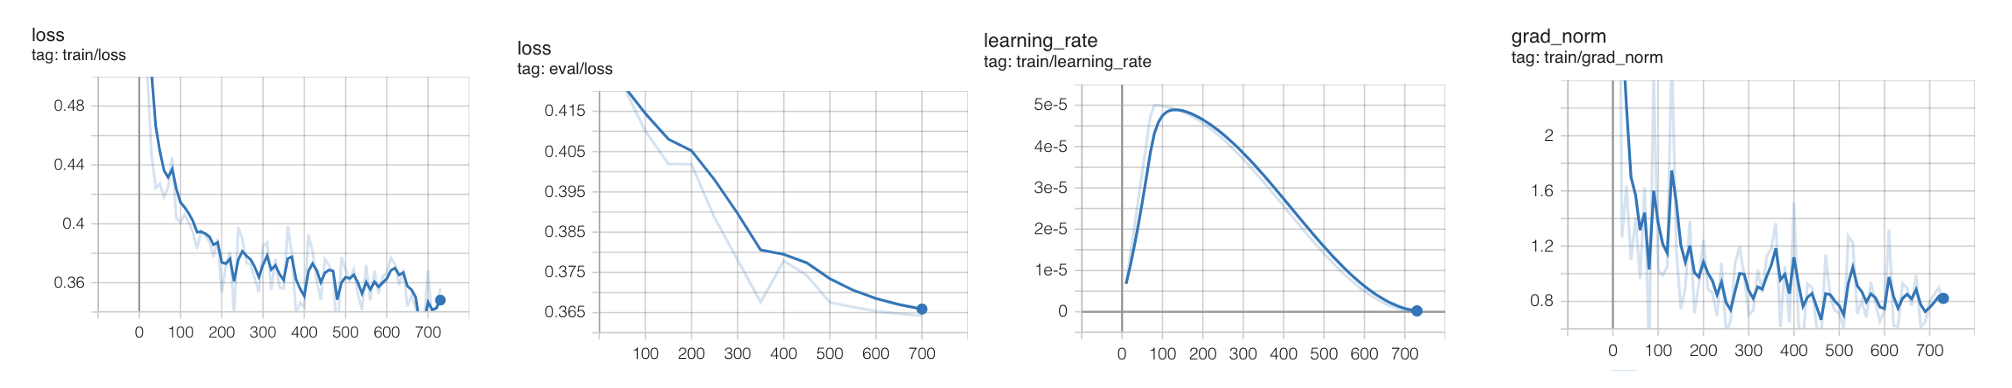 loss
tag: train/loss
0.48
0.44
0.4
0.36
0 100 200 300 400 500 600 700
loss
tag: eval/loss
0.415
0.405
0.395
0.385
0.375
0.365
100 200 300 400 500 600 700
learning_rate
tag: train/learning_rate
5e-5
4e-5
3e-5
2e-5
1e-5
0
0 100 200 300 400 500 600 700
grad_norm
tag: train/grad_norm
2
1.6
1.2
0.8
0 100 200 300 400 500 600 700